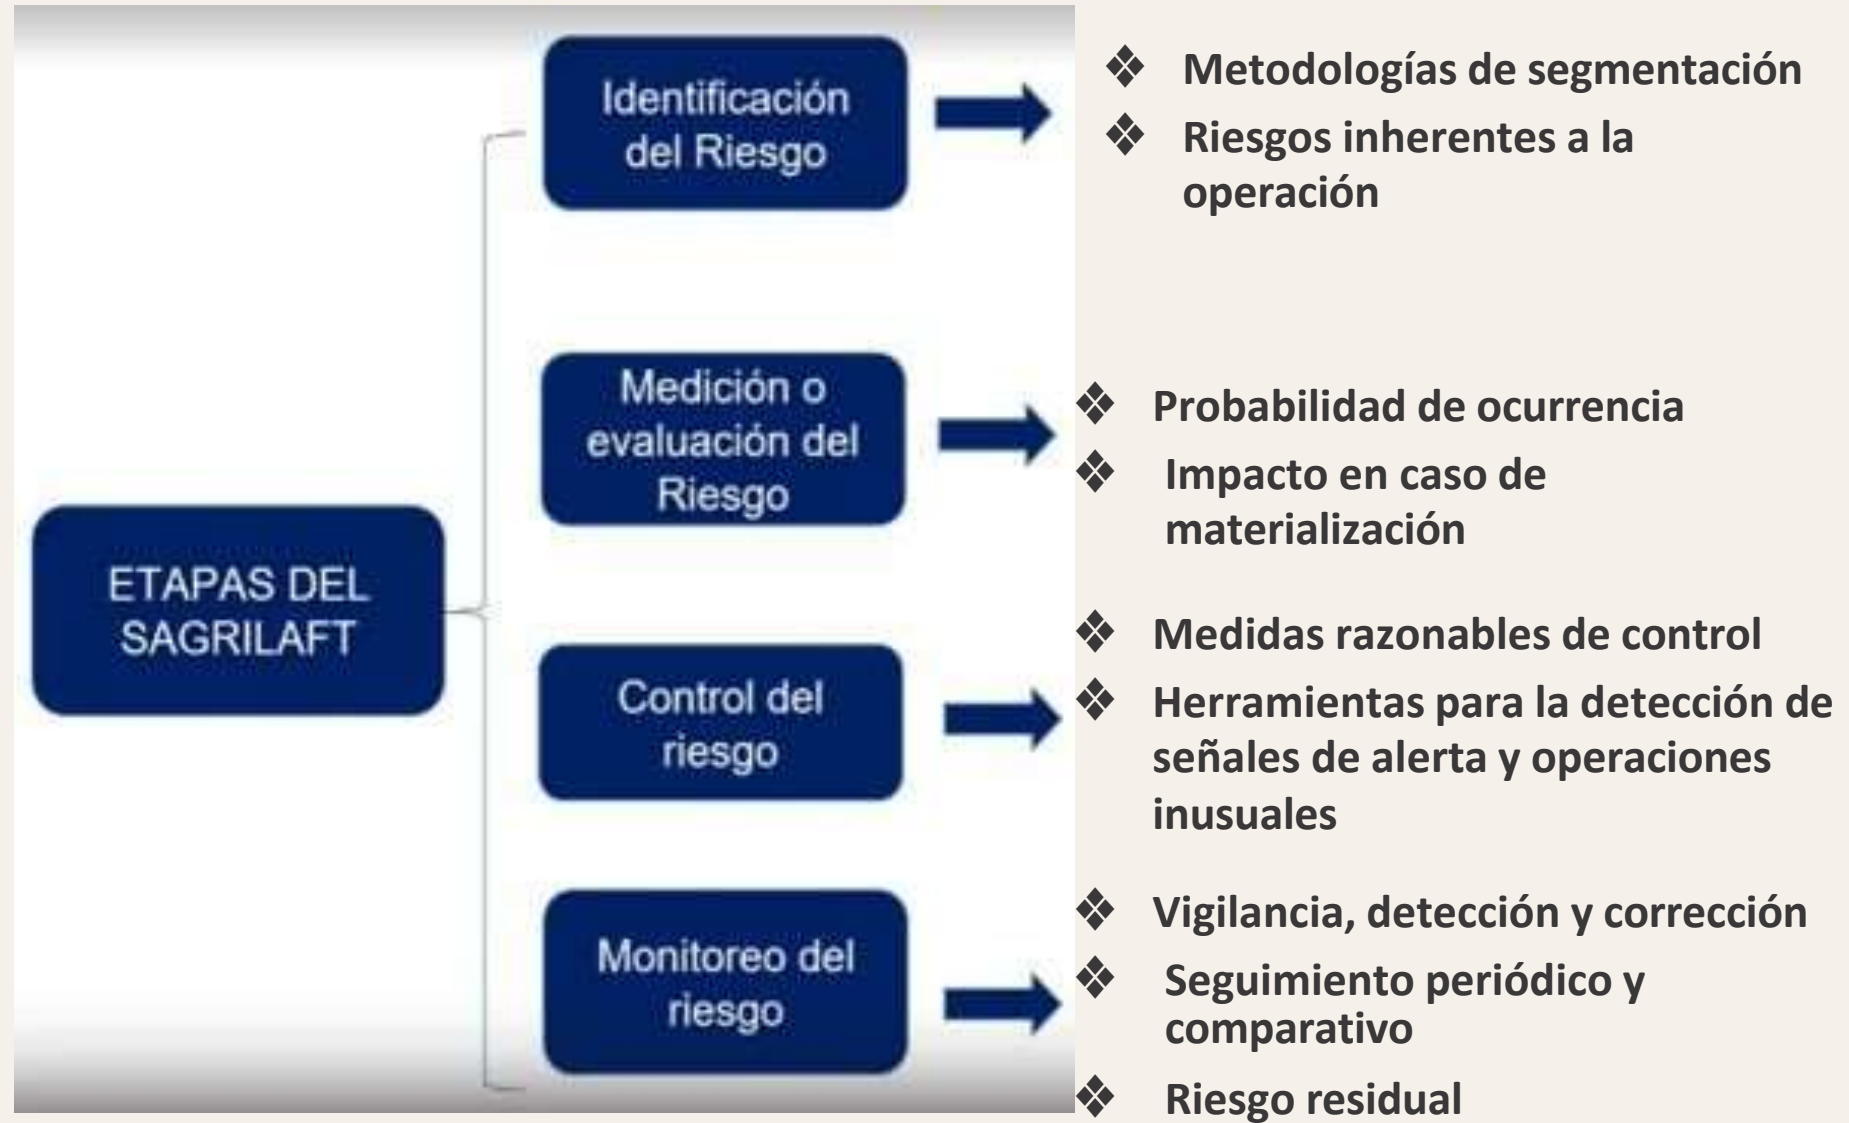 ETAPAS DEL
SAGRILAFT
Identificación
del Riesgo
❖ Metodologías de segmentación
❖ Riesgos inherentes a la
operación
Medición o
evaluación del
Riesgo
❖ Probabilidad de ocurrencia
❖ Impacto en caso de
materialización
Control del
riesgo
❖ Medidas razonables de control
❖ Herramientas para la detección de
señales de alerta y operaciones
inusuales
Monitoreo del
riesgo
❖ Vigilancia, detección y corrección
❖ Seguimiento periódico y
comparativo
❖ Riesgo residual